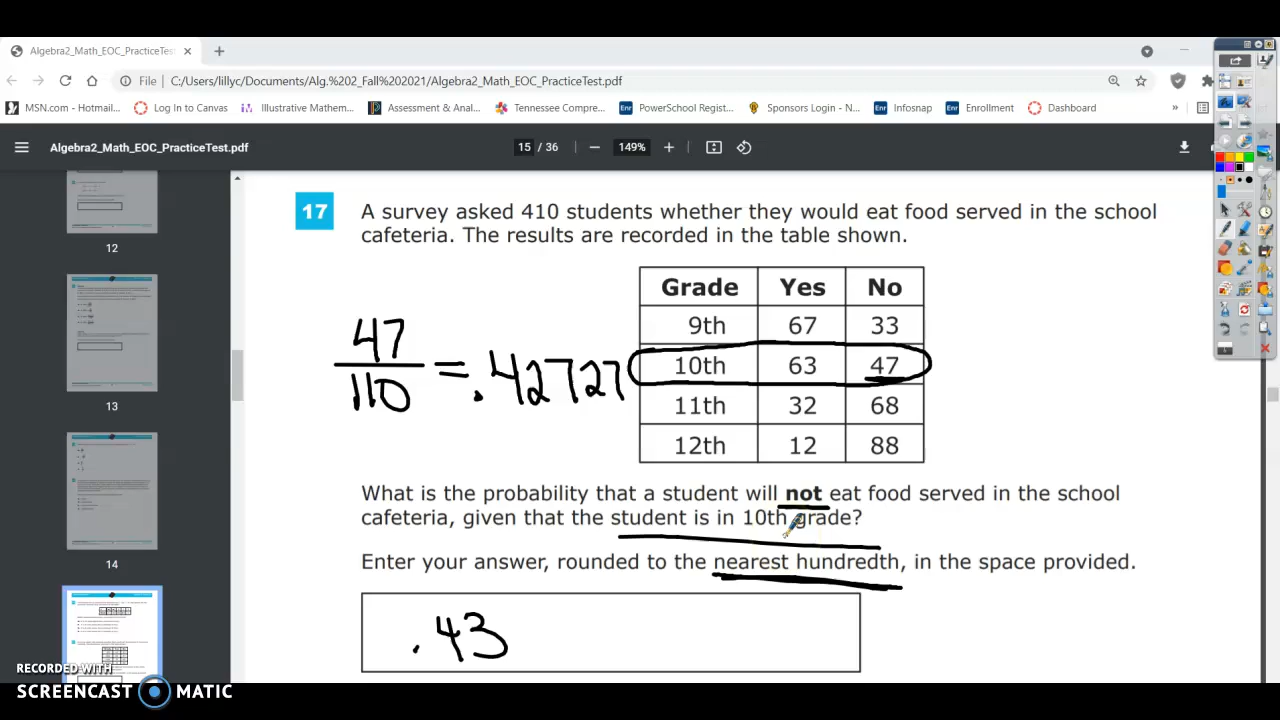 Algebra2_Math_EOC_PracticeTest
File C:/Users/lillyc/Documents/Alg.%202_Fall%202021/Algebra2_Math_EOC_PracticeTest.pdf
MSN.com - Hotmail... Log In to Canvas Illustrative Mathem... Assessment & Anal... Tennessee Compre... Enr PowerSchool Regist... Sponsors Login - N... Enr Infosnap Enr Enrollment Dashboard
Algebra2_Math_EOC_PracticeTest.pdf 15 / 36 149%
12
13
14
17 A survey asked 410 students whether they would eat food served in the school
cafeteria. The results are recorded in the table shown.
Grade Yes No
9th 67 33
10th 63 47
11th 32 68
12th 12 88
47
110 = .42727
What is the probability that a student will not eat food served in the school
cafeteria, given that the student is in 10th grade?
Enter your answer, rounded to the nearest hundredth, in the space provided.
.43
RECORDED WITH
SCREENCAST MATIC